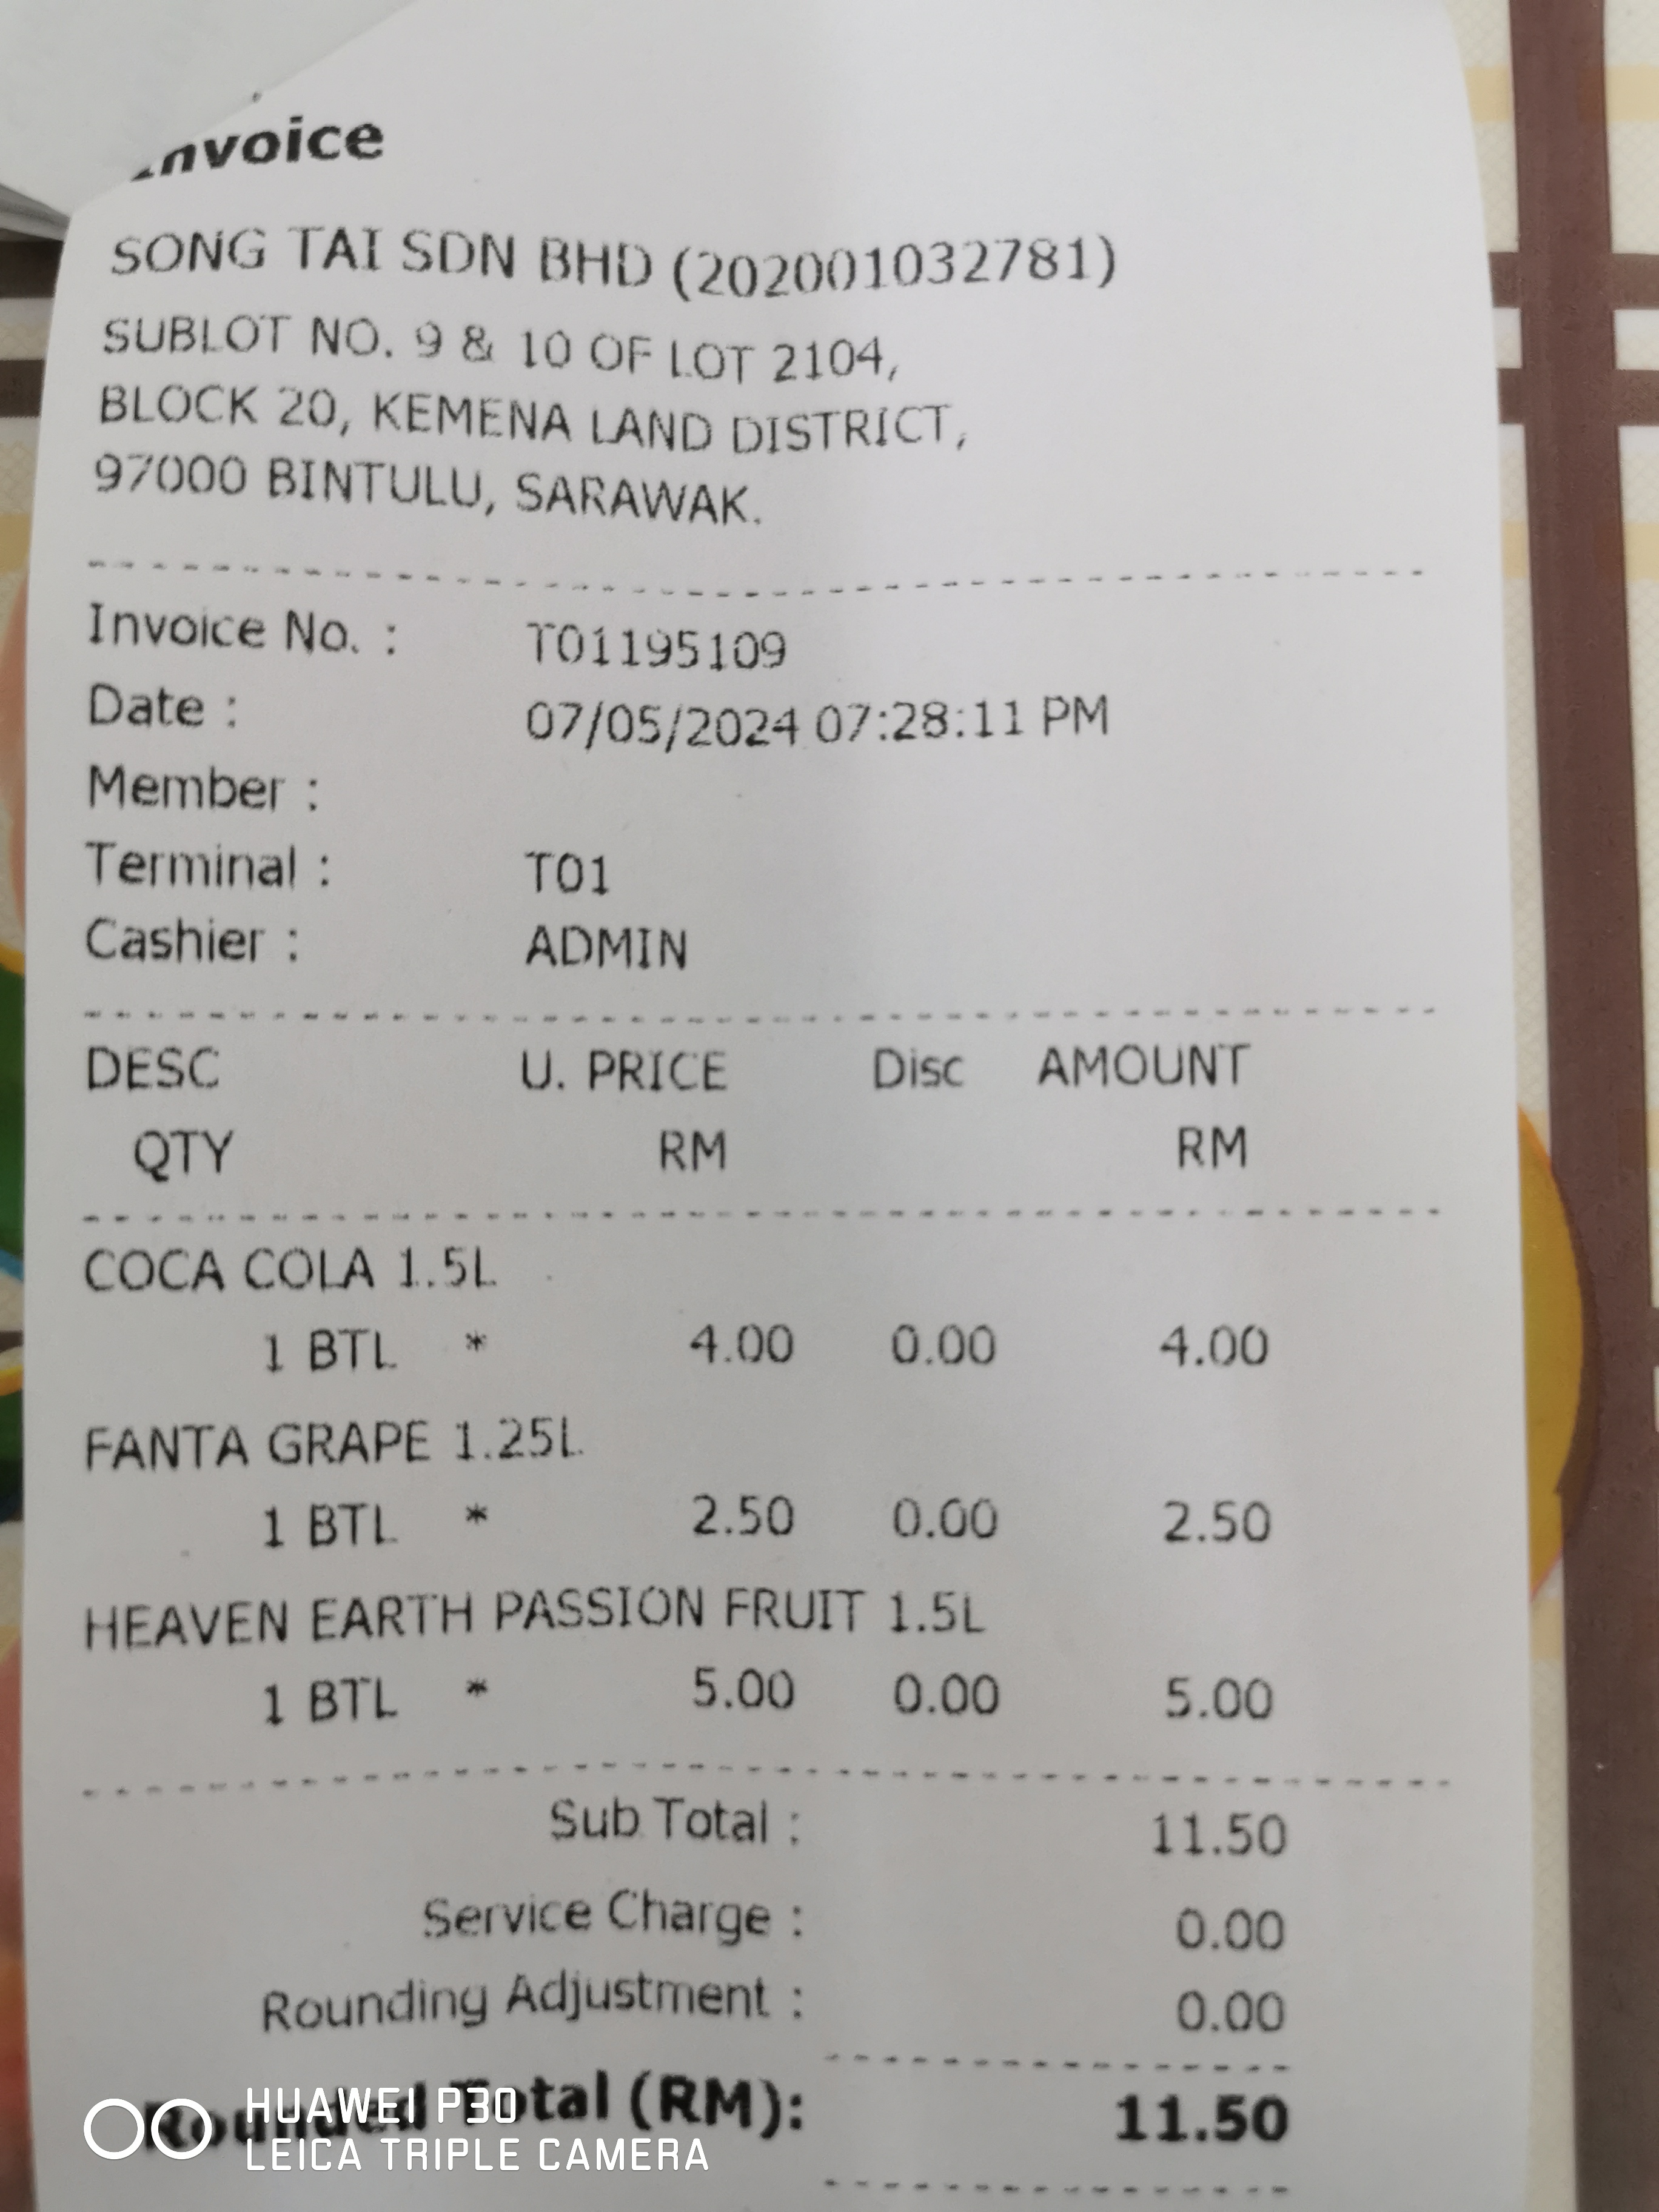 Invoice
SONG TAI SDN BHD (202001032781)
SUBLOT NO. 9 & 10 OF LOT 2104,
BLOCK 20, KEMENA LAND DISTRICT,
97000 BINTULU, SARAWAK.
Invoice No. : T01195109
Date : 07/05/2024 07:28:11 PM
Member :
Terminal : T01
Cashier : ADMIN
DESC U. PRICE Disc AMOUNT
QTY RM RM
COCA COLA 1.5L
1 BTL * 4.00 0.00 4.00
FANTA GRAPE 1.25L
1 BTL * 2.50 0.00 2.50
HEAVEN EARTH PASSION FRUIT 1.5L
1 BTL * 5.00 0.00 5.00
Sub Total : 11.50
Service Charge : 0.00
Rounding Adjustment : 0.00
Rounded Total (RM): 11.50
HUAWEI P30
LEICA TRIPLE CAMERA